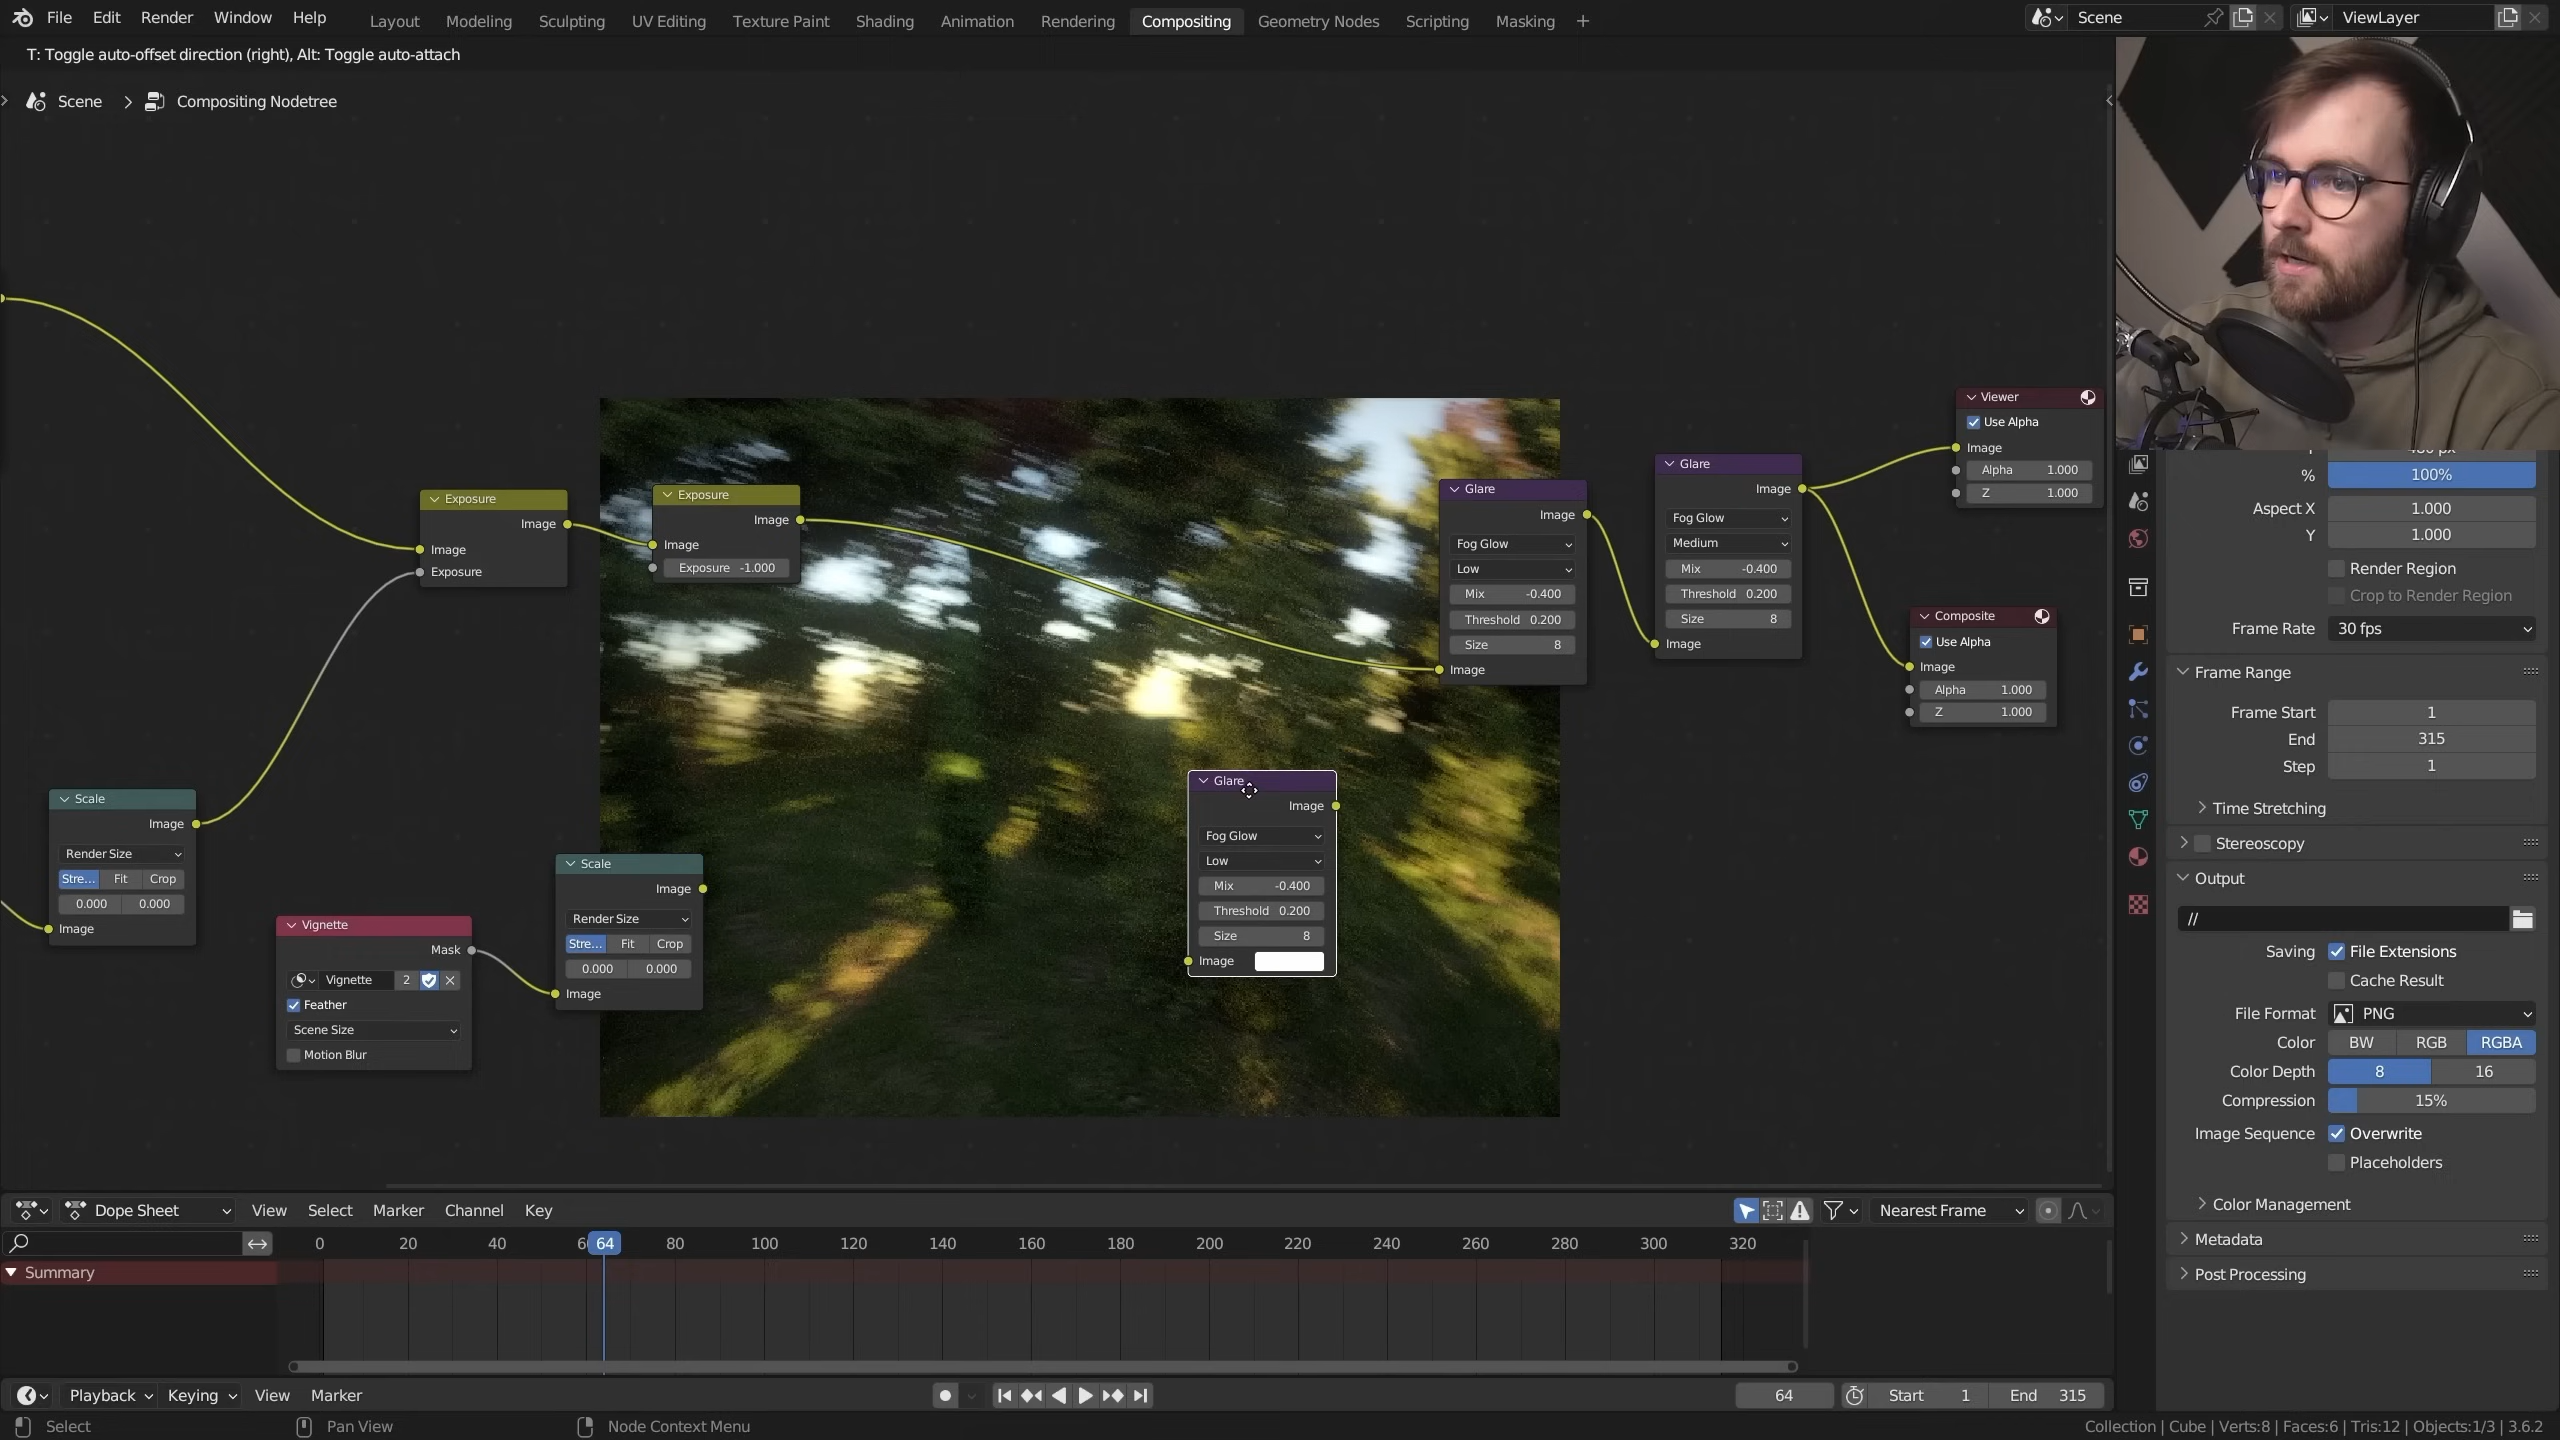 File Edit Render Window Help
Layout Modeling Sculpting UV Editing Texture Paint Shading Animation Rendering Compositing Geometry Nodes Scripting Masking +
Scene ViewLayer
T: Toggle auto-offset direction (right), Alt: Toggle auto-attach
Scene > Compositing Nodetree
Exposure
Image
Image
Exposure
Exposure
Image
Image
Exposure -1.000
Glare
Image
Fog Glow
Low
Mix -0.400
Threshold 0.200
Size 8
Image
Glare
Image
Fog Glow
Medium
Mix -0.400
Threshold 0.200
Size 8
Image
Viewer
Use Alpha
Image
Alpha 1.000
Z 1.000
Composite
Use Alpha
Image
Alpha 1.000
Z 1.000
Scale
Image
Render Size
Stre... Fit Crop
0.000 0.000
Image
Vignette
Mask
Vignette 2
Feather
Scene Size
Motion Blur
Scale
Image
Render Size
Stre... Fit Crop
0.000 0.000
Image
Glare
Image
Fog Glow
Low
Mix -0.400
Threshold 0.200
Size 8
Image
% 100%
Aspect X 1.000
Y 1.000
Render Region
Crop to Render Region
Frame Rate 30 fps
Frame Range
Frame Start 1
End 315
Step 1
Time Stretching
Stereoscopy
Output
//
Saving File Extensions
Cache Result
File Format PNG
Color BW RGB RGBA
Color Depth 8 16
Compression 15%
Image Sequence Overwrite
Placeholders
Color Management
Metadata
Post Processing
Dope Sheet View Select Marker Channel Key Nearest Frame
0 20 40 64 80 100 120 140 160 180 200 220 240 260 280 300 320
Summary
Playback Keying View Marker 64 Start 1 End 315
Select Pan View Node Context Menu Collection | Cube | Verts:8 | Faces:6 | Tris:12 | Objects:1/3 | 3.6.2